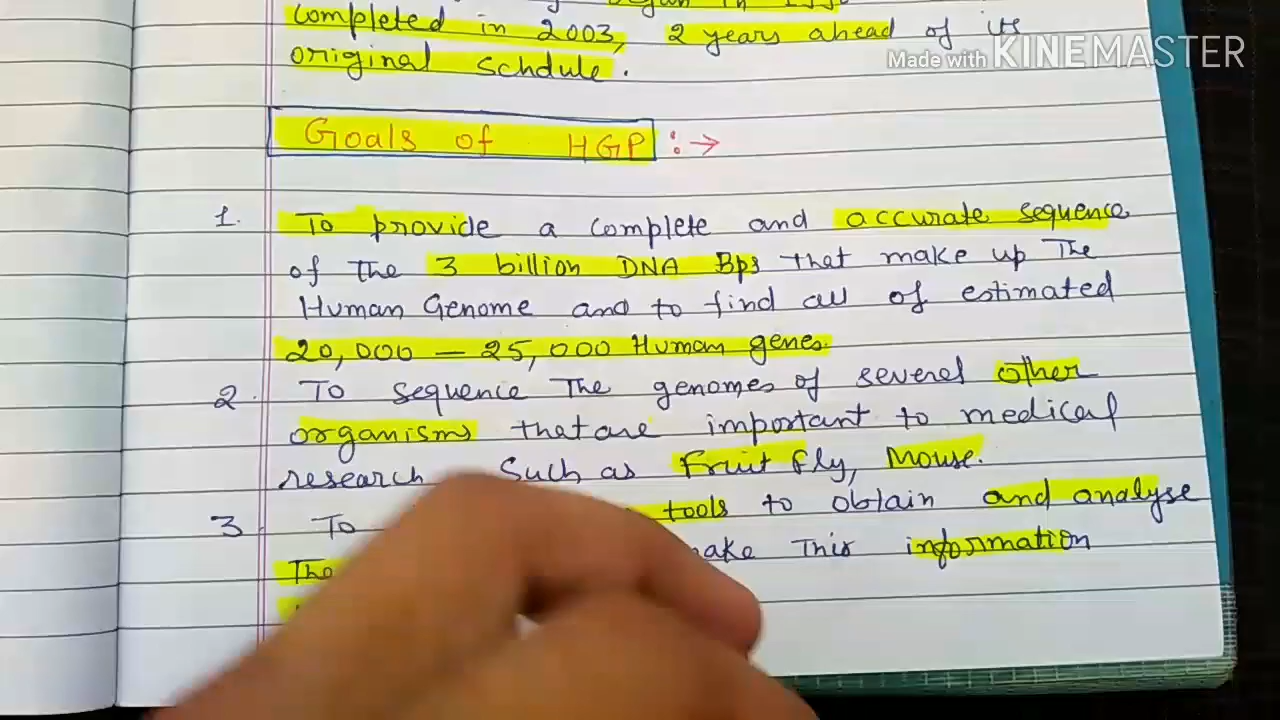 completed in 2003, 2 years ahead of its
original Schdule.
Made with KINEMASTER
Goals of HGP :→
1. To provide a complete and accurate sequence
of the 3 billion DNA Bps that make up The
Human Genome and to find all of estimated
20,000 – 25,000 Human genes.
2. To sequence The genomes of several other
organisms that are important to medical
research Such as Fruit fly, Mouse.
3. To tools to obtain and analyse
The make This information